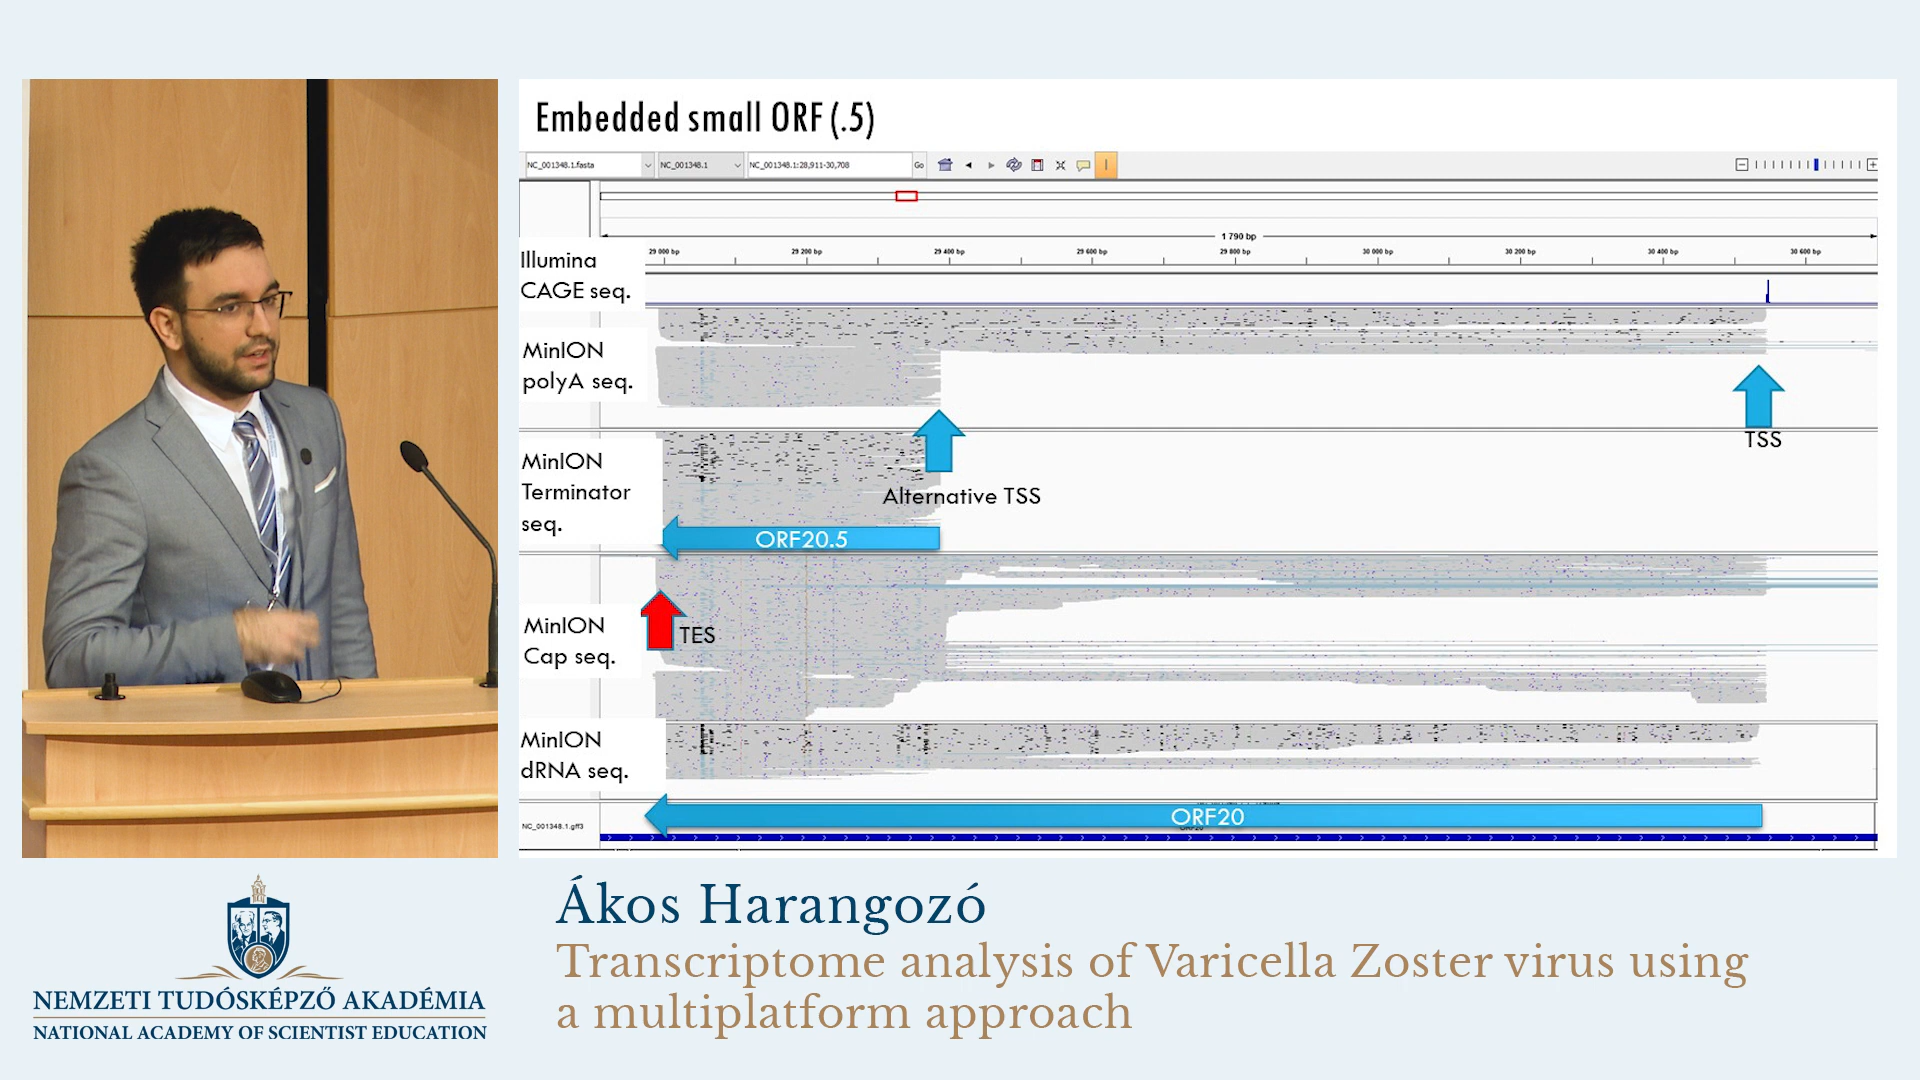 Embedded small ORF (.5)
NC_001348.1.fasta
NC_001348.1
NC_001348.1:28,911-30,708
Go
1 790 bp
29 000 bp
29 200 bp
29 400 bp
29 600 bp
29 800 bp
30 000 bp
30 200 bp
30 400 bp
30 600 bp
Illumina
CAGE seq.
MinION
polyA seq.
TSS
MinION
Terminator
seq.
Alternative TSS
ORF20.5
MinION
Cap seq.
TES
MinION
dRNA seq.
ORF20
NC_001348.1.gff3
Ákos Harangozó
Transcriptome analysis of Varicella Zoster virus using
a multiplatform approach
NEMZETI TUDÓSKÉPZŐ AKADÉMIA
NATIONAL ACADEMY OF SCIENTIST EDUCATION